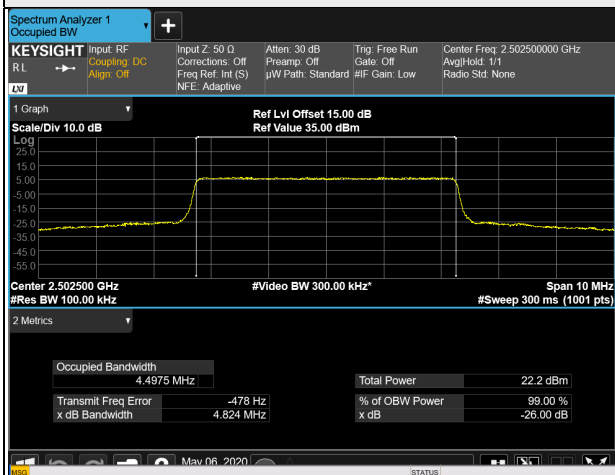 Spectrum Analyzer 1
Occupied BW
+
KEYSIGHT Input: RF Input Z: 50 Ω Atten: 30 dB Trig: Free Run Center Freq: 2.502500000 GHz
R L Coupling: DC Corrections: Off Preamp: Off Gate: Off Avg|Hold: 1/1
Align: Off Freq Ref: Int (S) µW Path: Standard #IF Gain: Low Radio Std: None
LXI NFE: Adaptive
1 Graph
Ref Lvl Offset 15.00 dB
Scale/Div 10.0 dB Ref Value 35.00 dBm
Log
25.0
15.0
5.00
-5.00
-15.0
-25.0
-35.0
-45.0
-55.0
Center 2.502500 GHz #Video BW 300.00 kHz* Span 10 MHz
#Res BW 100.00 kHz #Sweep 300 ms (1001 pts)
2 Metrics
Occupied Bandwidth
4.4975 MHz Total Power 22.2 dBm
Transmit Freq Error -478 Hz % of OBW Power 99.00 %
x dB Bandwidth 4.824 MHz x dB -26.00 dB
May 06, 2020
MSG STATUS